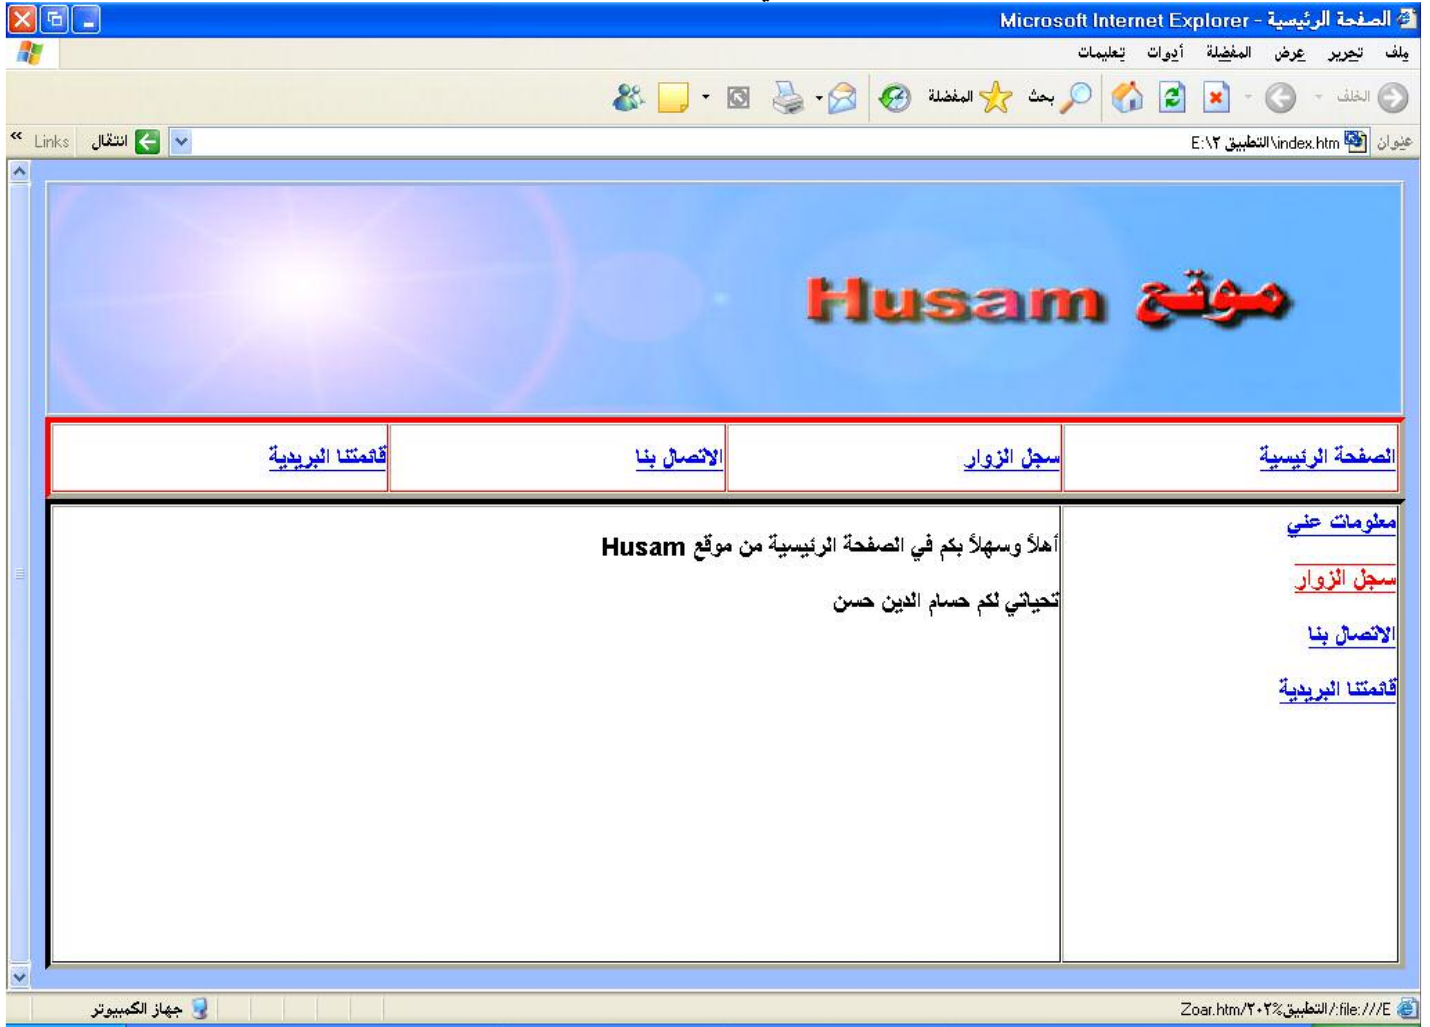 الصفحة الرئيسية - Microsoft Internet Explorer
ملف تحرير عرض المفضلة أدوات تعليمات
الخلف بحث المفضلة
عنوان E:\التطبيق ٢\index.htm انتقال Links »
موقع Husam
الصفحة الرئيسية سجل الزوار الاتصال بنا قائمتنا البريدية
معلومات عني
سجل الزوار
الاتصال بنا
قائمتنا البريدية
أهلاً وسهلاً بكم في الصفحة الرئيسية من موقع Husam
تحياتي لكم حسام الدين حسن
file:///E:/التطبيق%٢٠٢/Zoar.htm جهاز الكمبيوتر